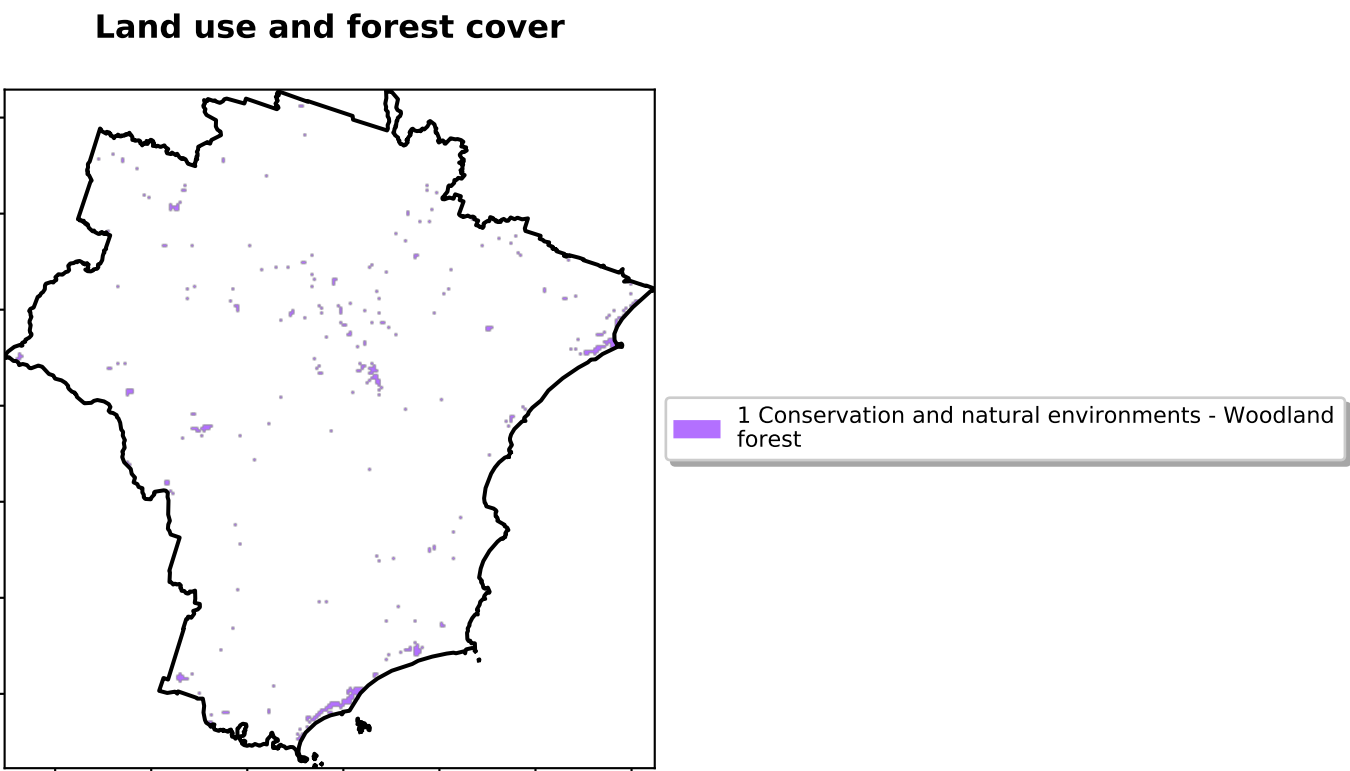 Land use and forest cover
1 Conservation and natural environments - Woodland
forest